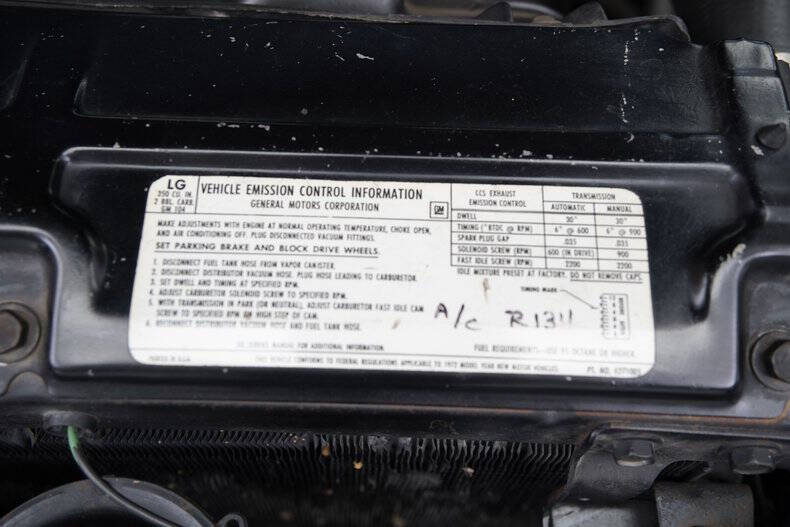 LG
350 CU. IN.
2 BBL. CARB.
GM 104
VEHICLE EMISSION CONTROL INFORMATION
GENERAL MOTORS CORPORATION
GM
MAKE ADJUSTMENTS WITH ENGINE AT NORMAL OPERATING TEMPERATURE, CHOKE OPEN,
AND AIR CONDITIONING OFF. PLUG DISCONNECTED VACUUM FITTINGS.
SET PARKING BRAKE AND BLOCK DRIVE WHEELS.
1. DISCONNECT FUEL TANK HOSE FROM VAPOR CANISTER.
2. DISCONNECT DISTRIBUTOR VACUUM HOSE. PLUG HOSE LEADING TO CARBURETOR.
3. SET DWELL AND TIMING AT SPECIFIED RPM.
4. ADJUST CARBURETOR SOLENOID SCREW TO SPECIFIED RPM.
5. WITH TRANSMISSION IN PARK (OR NEUTRAL), ADJUST CARBURETOR FAST IDLE CAM
SCREW TO SPECIFIED RPM ON HIGH STEP OF CAM.
6. RECONNECT DISTRIBUTOR VACUUM HOSE AND FUEL TANK HOSE.
SEE SERVICE MANUAL FOR ADDITIONAL INFORMATION.
PRINTED IN U.S.A.
THIS VEHICLE CONFORMS TO FEDERAL REGULATIONS APPLICABLE TO 1972 MODEL YEAR NEW MOTOR VEHICLES
CCS EXHAUST EMISSION CONTROL
TRANSMISSION
AUTOMATIC MANUAL
DWELL 30° 30°
TIMING (°BTDC @ RPM) 6° @ 600 6° @ 900
SPARK PLUG GAP .035 .035
SOLENOID SCREW (RPM) 600 (IN DRIVE) 900
FAST IDLE SCREW (RPM) 2200 2200
IDLE MIXTURE PRESET AT FACTORY. DO NOT REMOVE CAPS.
TIMING MARK
A/C R1311
FUEL REQUIREMENTS—USE 91 OCTANE OR HIGHER.
PT. NO.